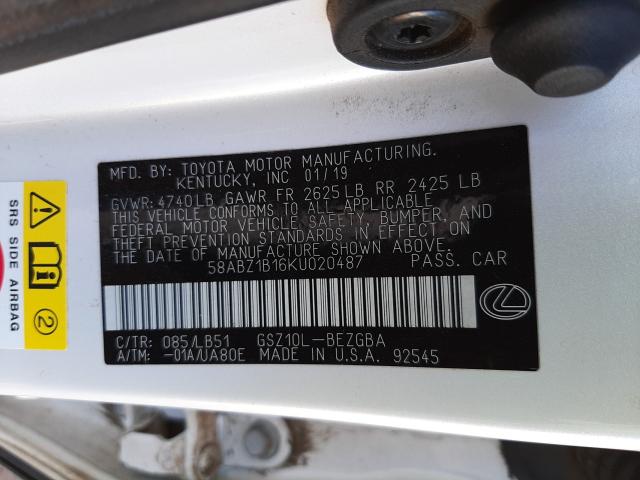 MFD. BY: TOYOTA MOTOR MANUFACTURING.
KENTUCKY, INC 01/19
GVWR: 4740LB GAWR FR 2625LB RR 2425 LB
THIS VEHICLE CONFORMS TO ALL APPLICABLE
FEDERAL MOTOR VEHICLE SAFETY, BUMPER, AND
THEFT PREVENTION STANDARDS IN EFFECT ON
THE DATE OF MANUFACTURE SHOWN ABOVE.
58ABZ1B16KU020487 PASS. CAR
C/TR: 085/LB51 GSZ10L-BEZGBA
A/TM: -01A/UA80E MADE IN U.S.A. 92545
SRS SIDE AIRBAG
2